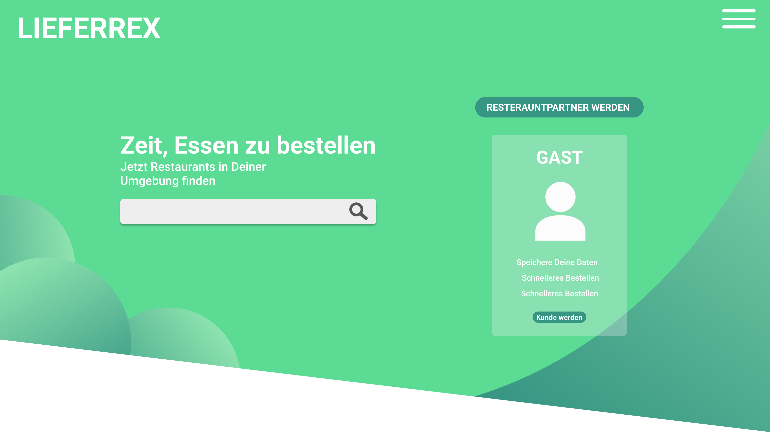 LIEFERREX
RESTERAUNTPARTNER WERDEN
Zeit, Essen zu bestellen
Jetzt Restaurants in Deiner
Umgebung finden
GAST
Speichere Deine Daten
Schnelleres Bestellen
Schnelleres Bestellen
Kunde werden